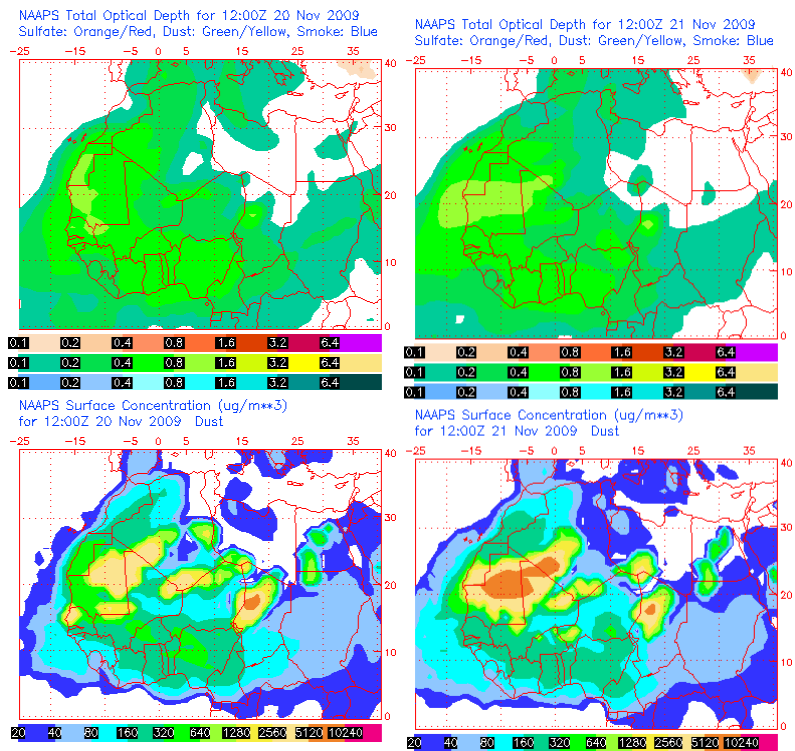 NAAPS Total Optical Depth for 12:00Z 20 Nov 2009
Sulfate: Orange/Red, Dust: Green/Yellow, Smoke: Blue
-25 -15 -5 0 5 15 25 35
40
30
20
10
0
0.1 0.2 0.4 0.8 1.6 3.2 6.4
0.1 0.2 0.4 0.8 1.6 3.2 6.4
0.1 0.2 0.4 0.8 1.6 3.2 6.4
NAAPS Total Optical Depth for 12:00Z 21 Nov 2009
Sulfate: Orange/Red, Dust: Green/Yellow, Smoke: Blue
-25 -15 -5 0 5 15 25 35
40
30
20
10
0
0.1 0.2 0.4 0.8 1.6 3.2 6.4
0.1 0.2 0.4 0.8 1.6 3.2 6.4
0.1 0.2 0.4 0.8 1.6 3.2 6.4
NAAPS Surface Concentration (ug/m**3)
for 12:00Z 20 Nov 2009 Dust
-25 -15 -5 0 5 15 25 35
40
30
20
10
0
20 40 80 160 320 640 1280 2560 5120 10240
NAAPS Surface Concentration (ug/m**3)
for 12:00Z 21 Nov 2009 Dust
-25 -15 -5 0 5 15 25 35
40
30
20
10
0
20 40 80 160 320 640 1280 2560 5120 10240